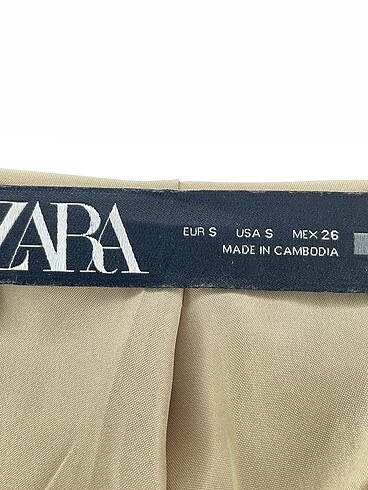 ZARA
EUR S USA S MEX 26
MADE IN CAMBODIA